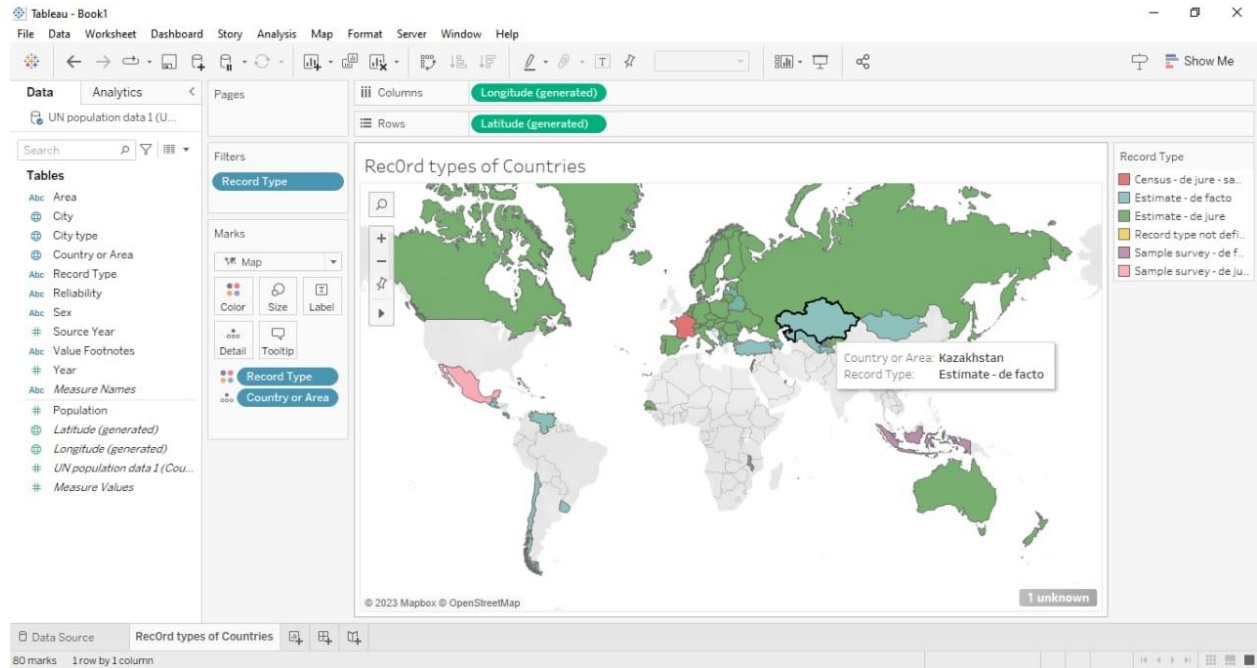 Tableau - Book1
File Data Worksheet Dashboard Story Analysis Map Format Server Window Help
Show Me
Data Analytics
UN population data 1 (U...
Search
Tables
Abc Area
City
City type
Country or Area
Abc Record Type
Abc Reliability
Abc Sex
# Source Year
Abc Value Footnotes
# Year
Abc Measure Names
# Population
Latitude (generated)
Longitude (generated)
# UN population data 1 (Cou...
# Measure Values
Pages
Filters
Record Type
Marks
Map
Color Size Label
Detail Tooltip
Record Type
Country or Area
Columns Longitude (generated)
Rows Latitude (generated)
Rec0rd types of Countries
Country or Area: Kazakhstan
Record Type: Estimate - de facto
© 2023 Mapbox © OpenStreetMap
1 unknown
Record Type
Census - de jure - sa...
Estimate - de facto
Estimate - de jure
Record type not defi...
Sample survey - de f...
Sample survey - de ju...
Data Source Rec0rd types of Countries
80 marks 1 row by 1 column